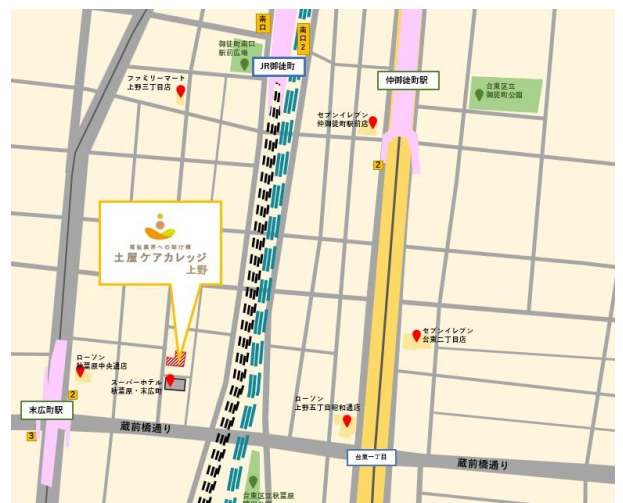 南口
南口2
御徒町南口
駅前広場
JR御徒町
仲御徒町駅
ファミリーマート
上野三丁目店
台東区立
御徒町公園
セブンイレブン
仲御徒町駅前店
2
福祉業界への架け橋
土屋ケアカレッジ
上野
セブンイレブン
台東二丁目店
ローソン
秋葉原中央通店
スーパーホテル
秋葉原・末広町
2
末広町駅
3
ローソン
上野五丁目昭和通店
蔵前橋通り
台東一丁目
蔵前橋通り
台東区立秋葉原